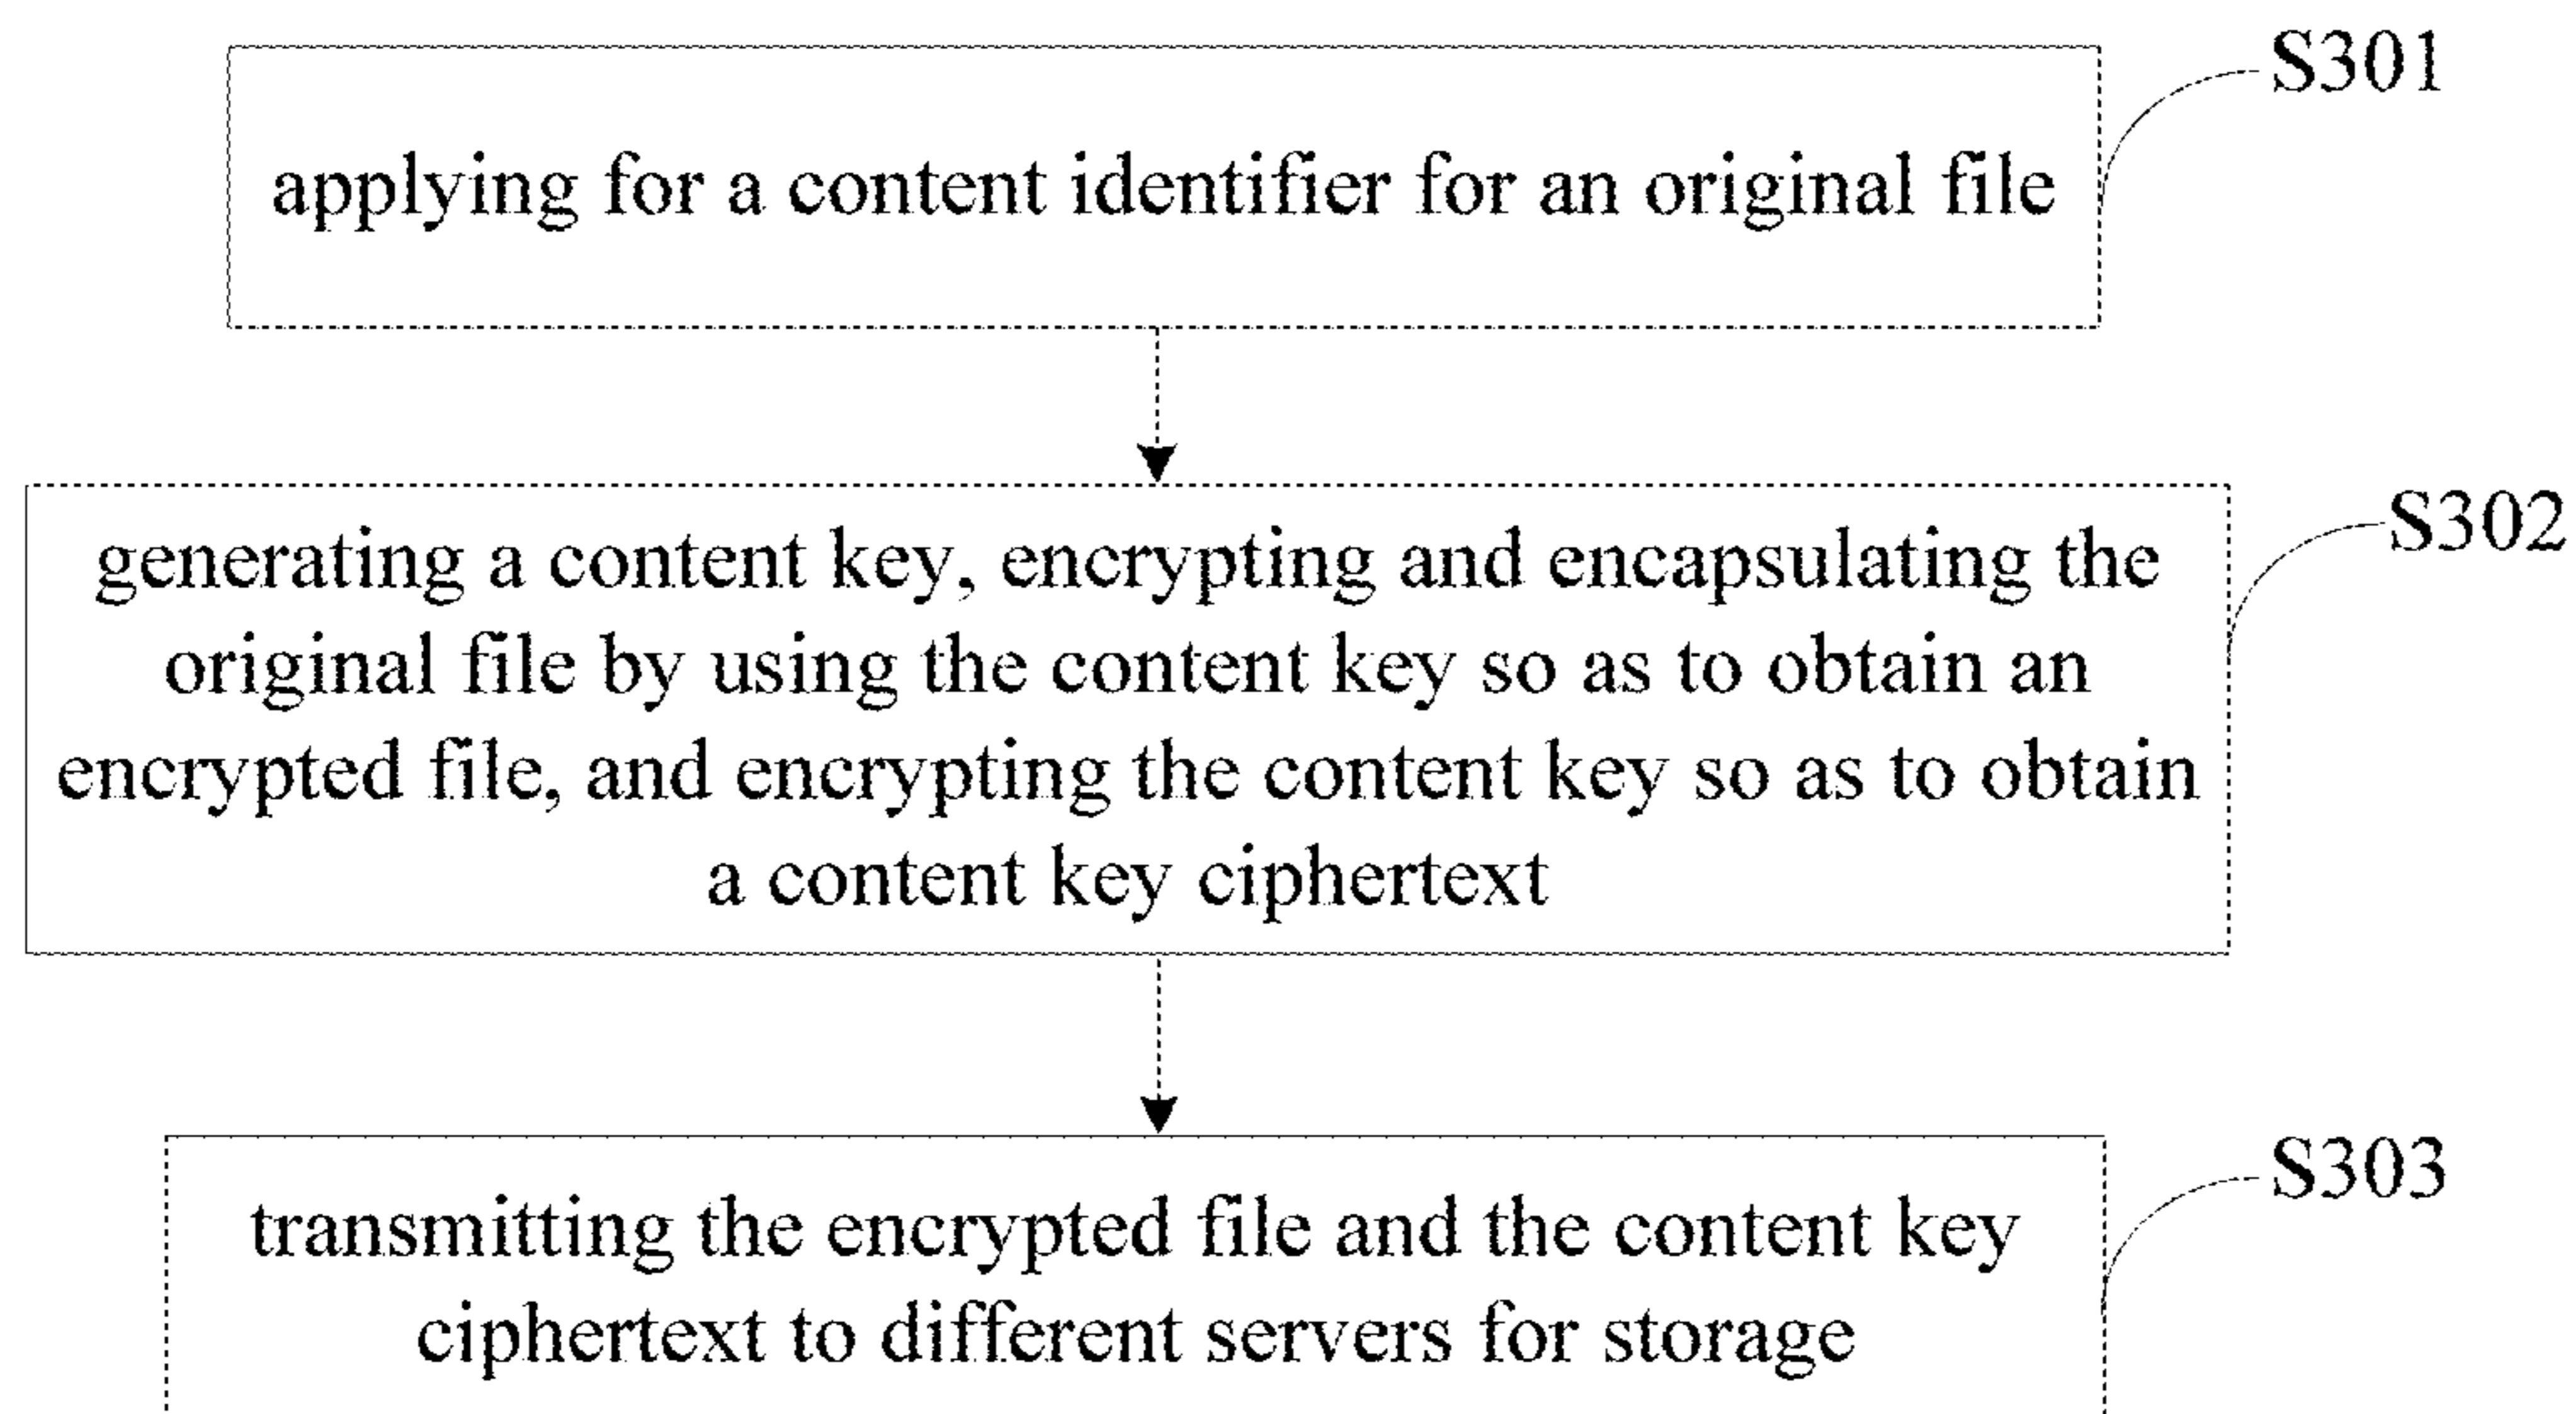 S301
applying for a content identifier for an original file
S302
generating a content key, encrypting and encapsulating the
original file by using the content key so as to obtain an
encrypted file, and encrypting the content key so as to obtain
a content key ciphertext
S303
transmitting the encrypted file and the content key
ciphertext to different servers for storage